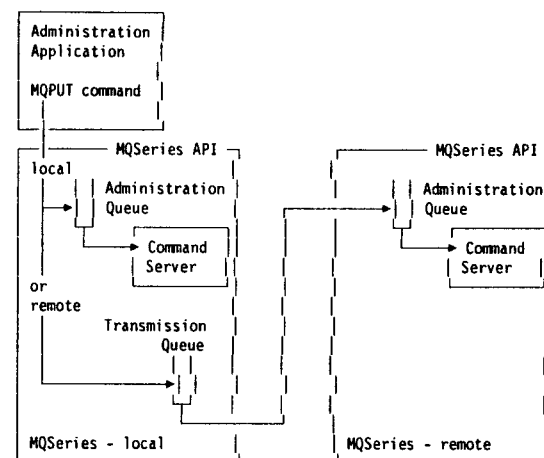 Administration
Application
MQPUT command
MQSeries API
MQSeries API
local
Administration
Queue
Administration
Queue
Command
Server
Command
Server
or
remote
Transmission
Queue
MQSeries - local
MQSeries - remote